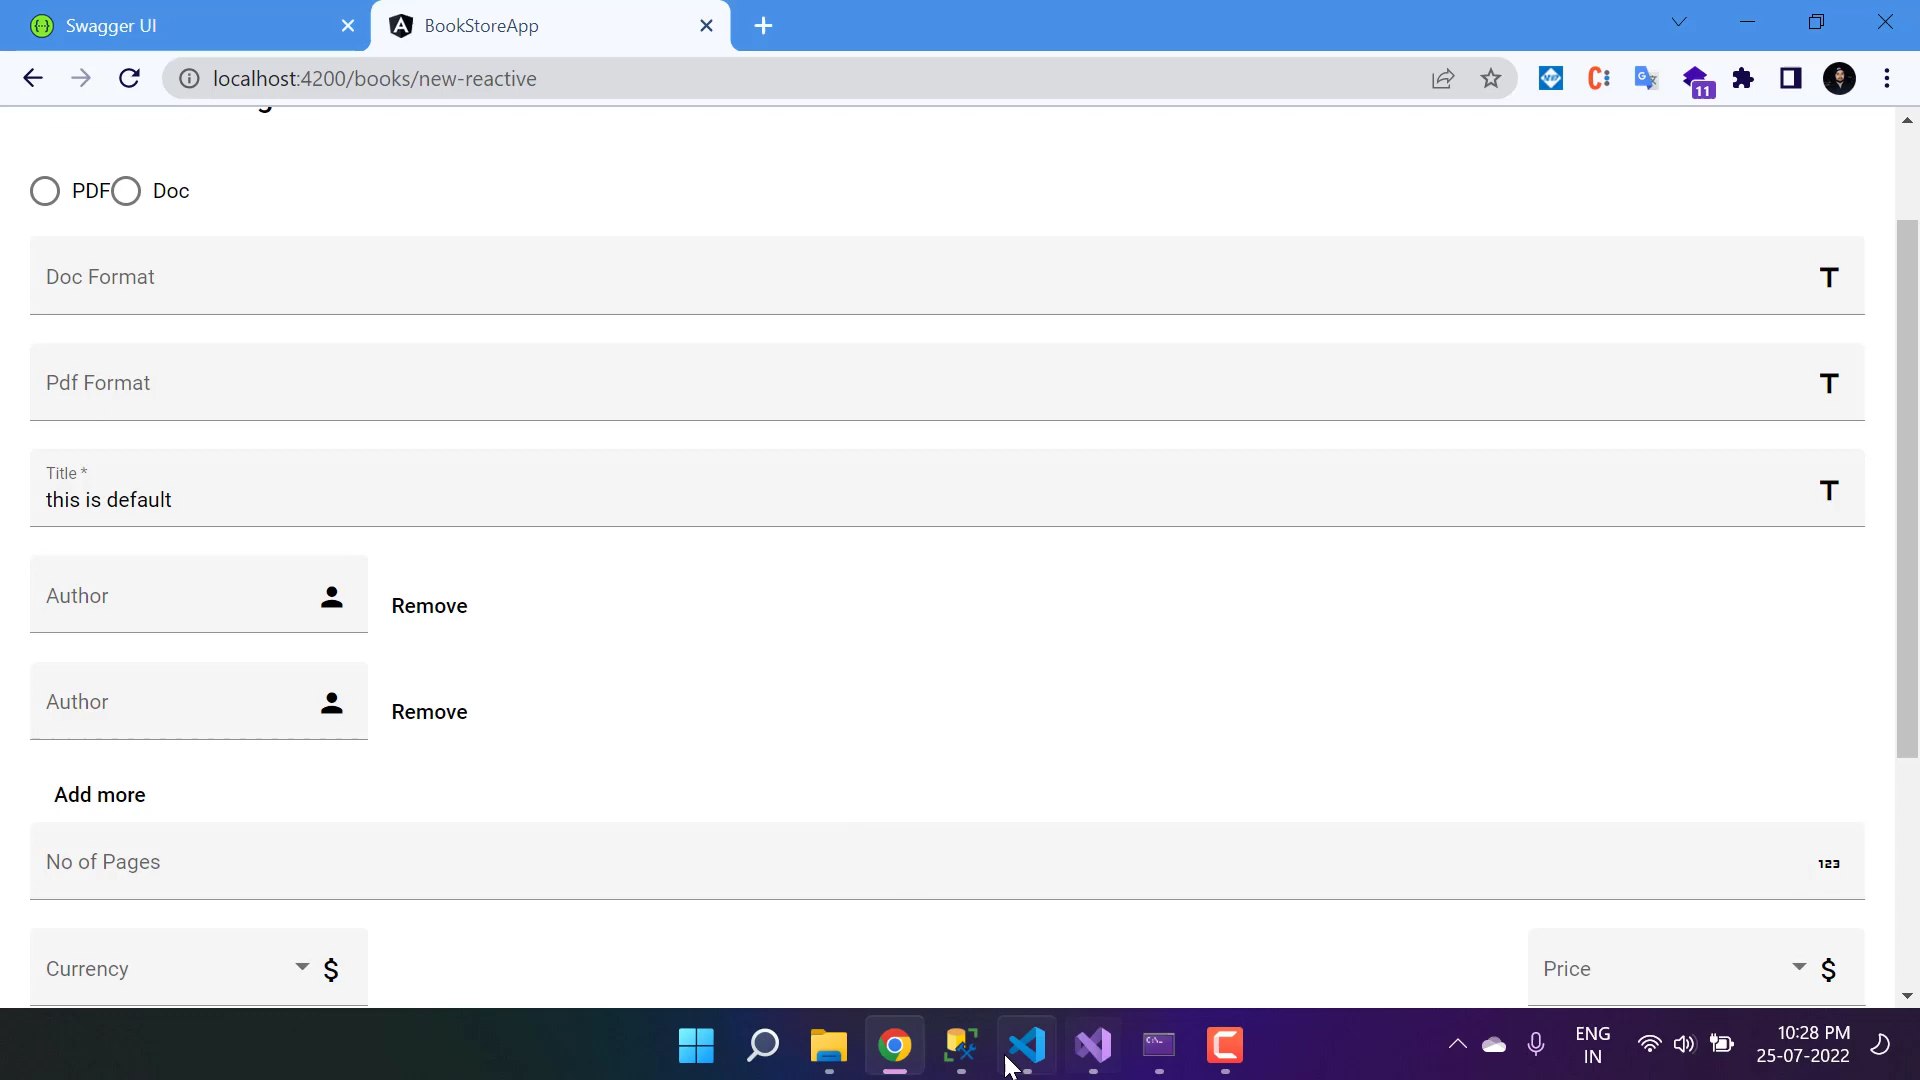 Swagger UI
BookStoreApp
localhost:4200/books/new-reactive
11
PDF
Doc
Doc Format
Pdf Format
Title *
this is default
Author
Remove
Author
Remove
Add more
No of Pages
123
Currency
Price
ENG
IN
10:28 PM
25-07-2022